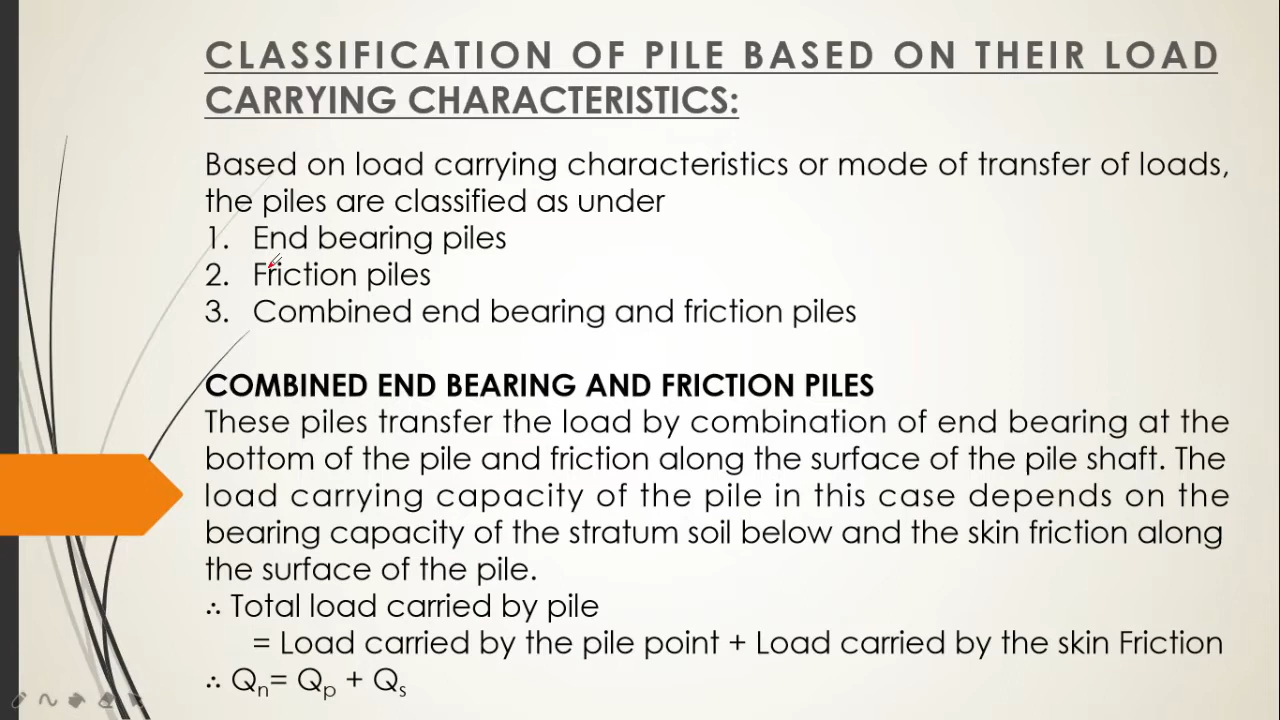 CLASSIFICATION OF PILE BASED ON THEIR LOAD
CARRYING CHARACTERISTICS:
Based on load carrying characteristics or mode of transfer of loads,
the piles are classified as under
1. End bearing piles
2. Friction piles
3. Combined end bearing and friction piles
COMBINED END BEARING AND FRICTION PILES
These piles transfer the load by combination of end bearing at the
bottom of the pile and friction along the surface of the pile shaft. The
load carrying capacity of the pile in this case depends on the
bearing capacity of the stratum soil below and the skin friction along
the surface of the pile.
∴ Total load carried by pile
= Load carried by the pile point + Load carried by the skin Friction
∴ Qₙ= Qₚ + Qₛ